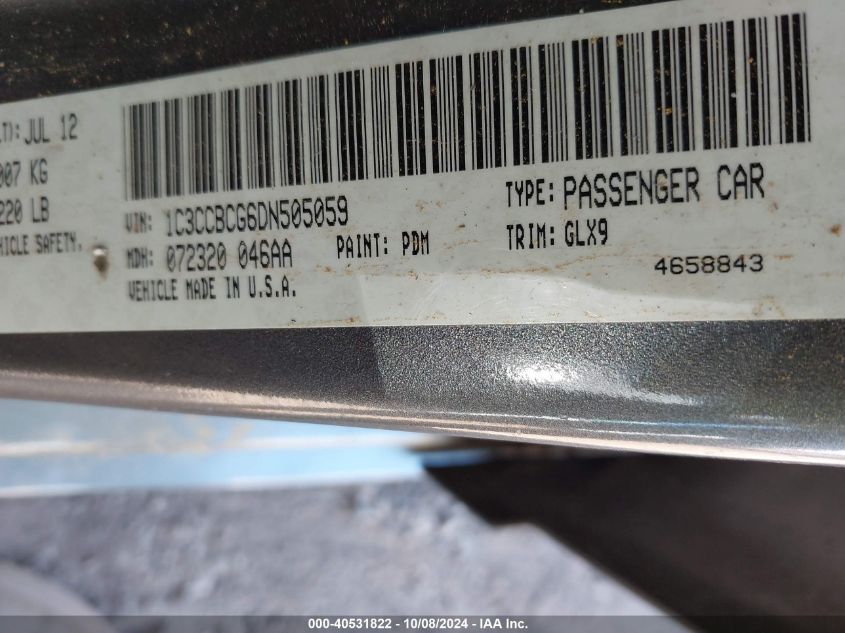 LT): JUL 12
007 KG
220 LB
HICLE SAFETY.
VIN: 1C3CCBCG6DN505059
TYPE: PASSENGER CAR
MDH: 072320 046AA
PAINT: PDM
TRIM: GLX9
VEHICLE MADE IN U.S.A.
4658843
000-40531822 - 10/08/2024 - IAA Inc.